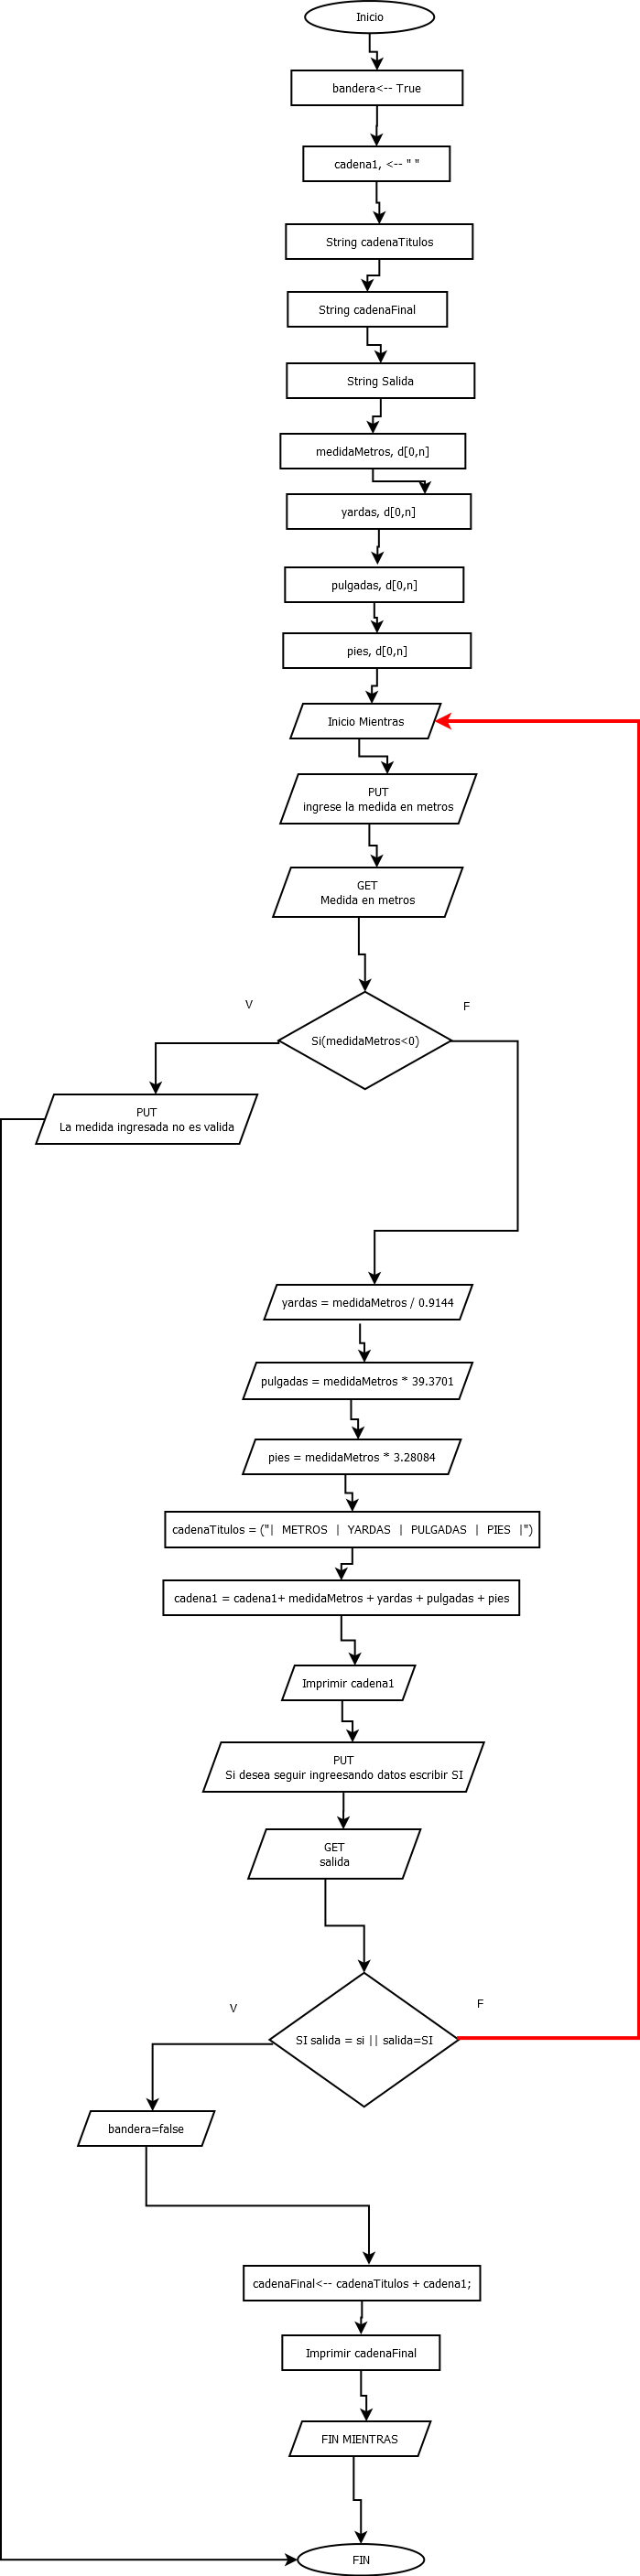 Inicio
bandera<-- True
cadena1, <-- " "
String cadenaTitulos
String cadenaFinal
String Salida
medidaMetros, d[0,n]
yardas, d[0,n]
pulgadas, d[0,n]
pies, d[0,n]
Inicio Mientras
PUT
ingrese la medida en metros
GET
Medida en metros
V
F
Si(medidaMetros<0)
PUT
La medida ingresada no es valida
yardas = medidaMetros / 0.9144
pulgadas = medidaMetros * 39.3701
pies = medidaMetros * 3.28084
cadenaTitulos = ("| METROS | YARDAS | PULGADAS | PIES |")
cadena1 = cadena1+ medidaMetros + yardas + pulgadas + pies
Imprimir cadena1
PUT
Si desea seguir ingreesando datos escribir SI
GET
salida
V
F
SI salida = si || salida=SI
bandera=false
cadenaFinal<-- cadenaTitulos + cadena1;
Imprimir cadenaFinal
FIN MIENTRAS
FIN